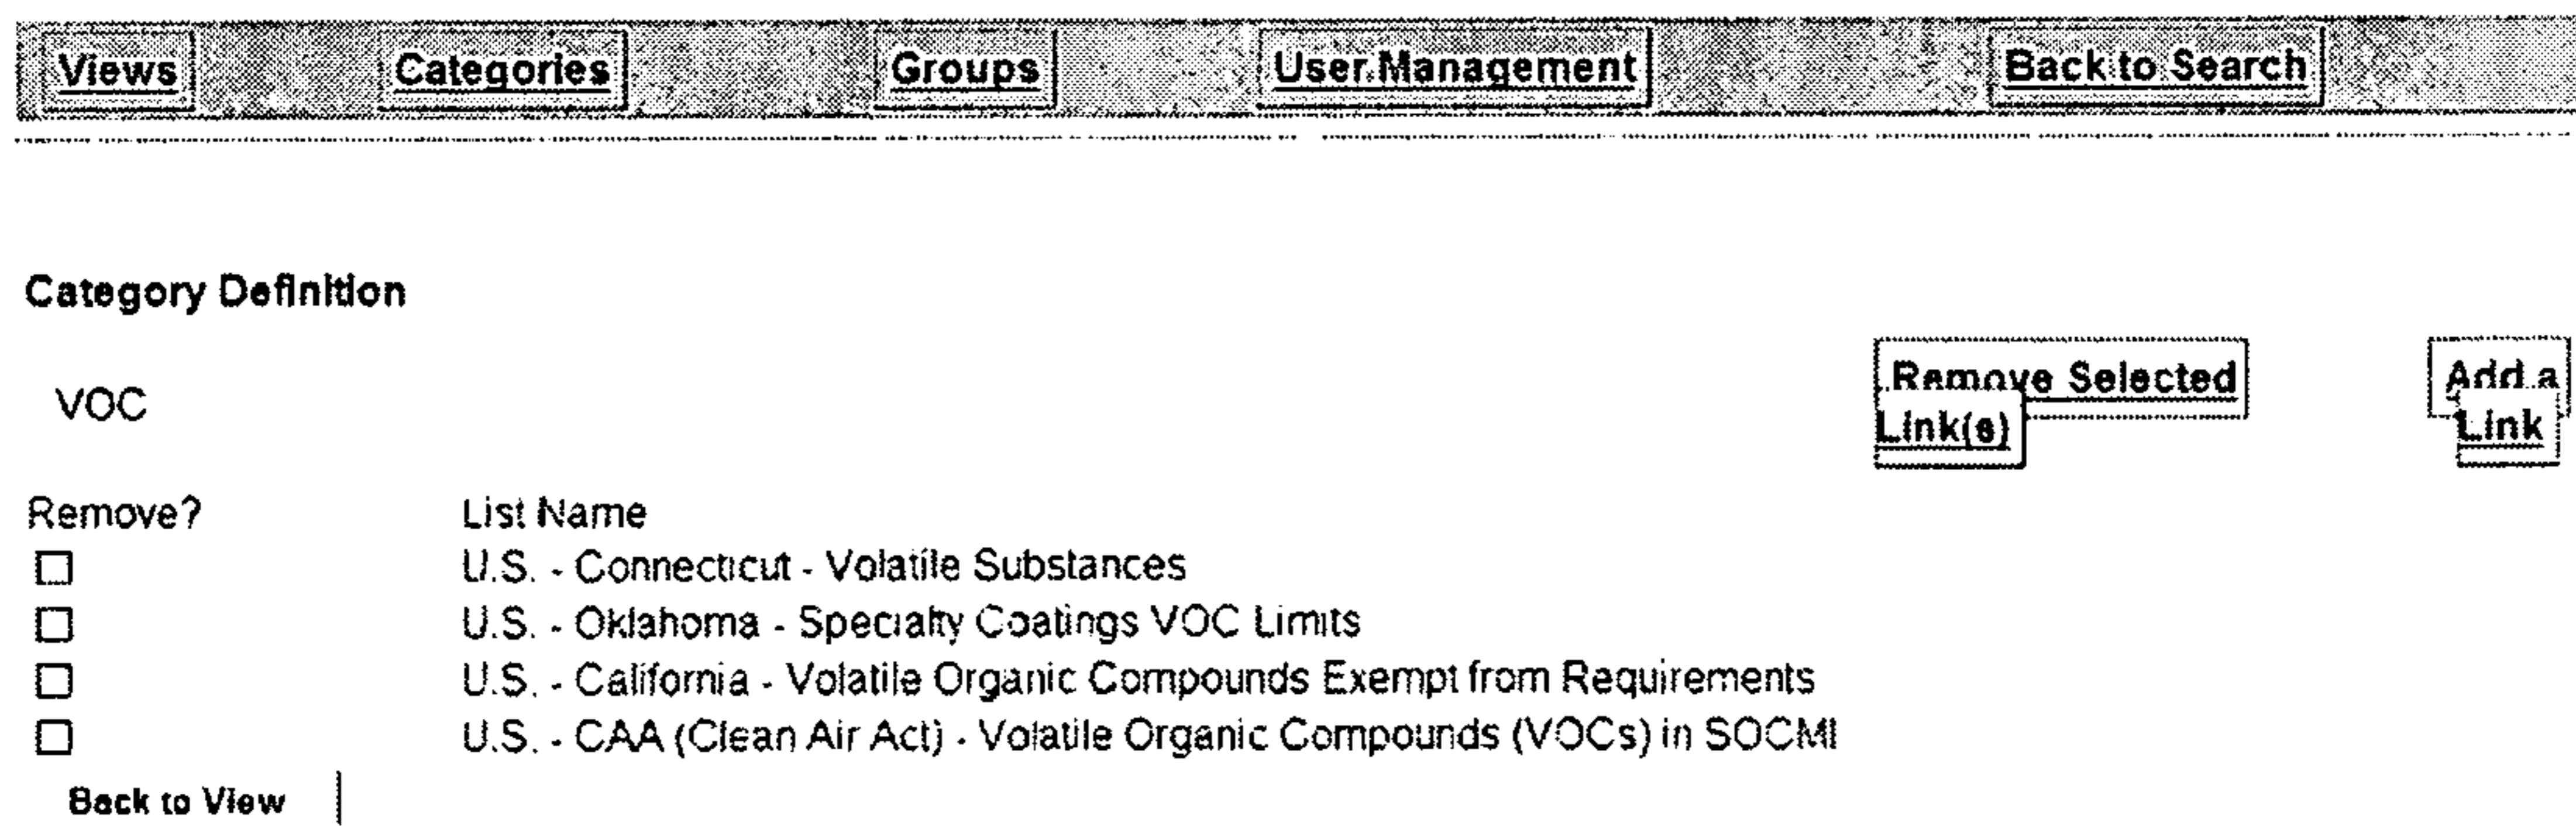 Views Categories Groups User Management Back to Search
Category Definition
VOC
Remove Selected Link(s)
Add a Link
Remove? List Name
U.S. - Connecticut - Volatile Substances
U.S. - Oklahoma - Specialty Coatings VOC Limits
U.S. - California - Volatile Organic Compounds Exempt from Requirements
U.S. - CAA (Clean Air Act) - Volatile Organic Compounds (VOCs) in SOCMI
Back to View